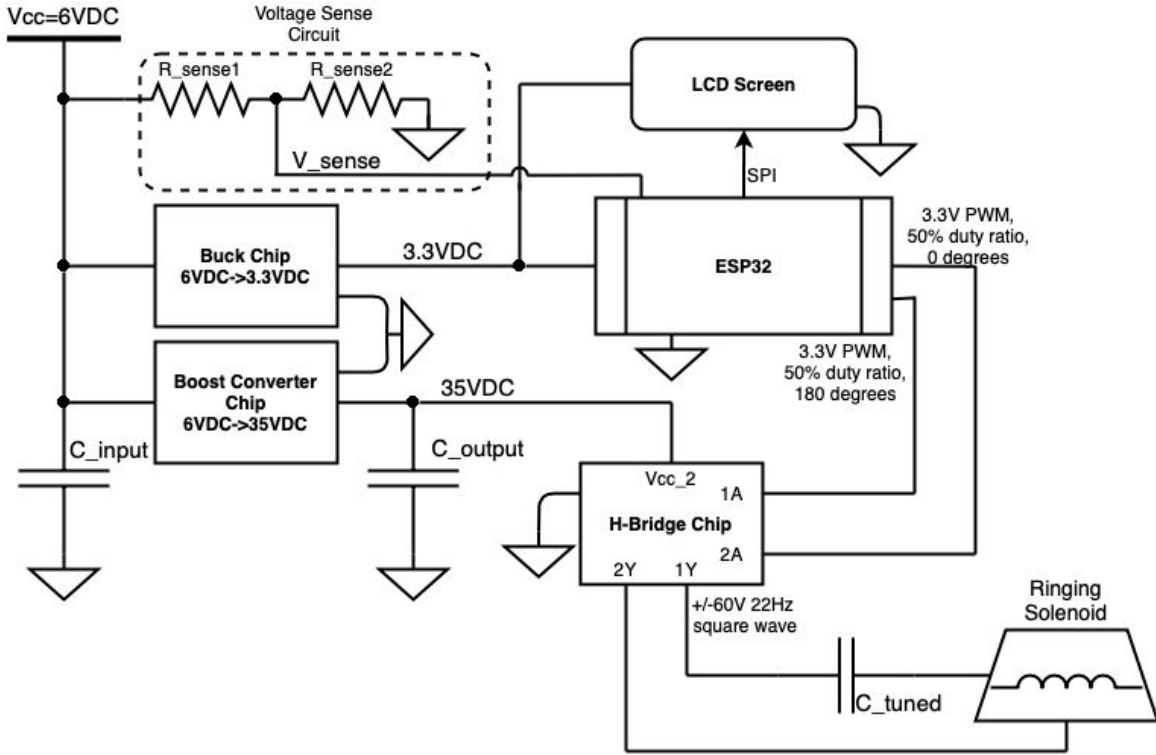 Vcc=6VDC
Voltage Sense
Circuit
R_sense1
R_sense2
V_sense
LCD Screen
SPI
Buck Chip
6VDC->3.3VDC
3.3VDC
ESP32
3.3V PWM,
50% duty ratio,
0 degrees
3.3V PWM,
50% duty ratio,
180 degrees
Boost Converter
Chip
6VDC->35VDC
35VDC
C_input
C_output
Vcc_2
1A
H-Bridge Chip
2A
2Y
1Y
+/-60V 22Hz
square wave
Ringing
Solenoid
C_tuned